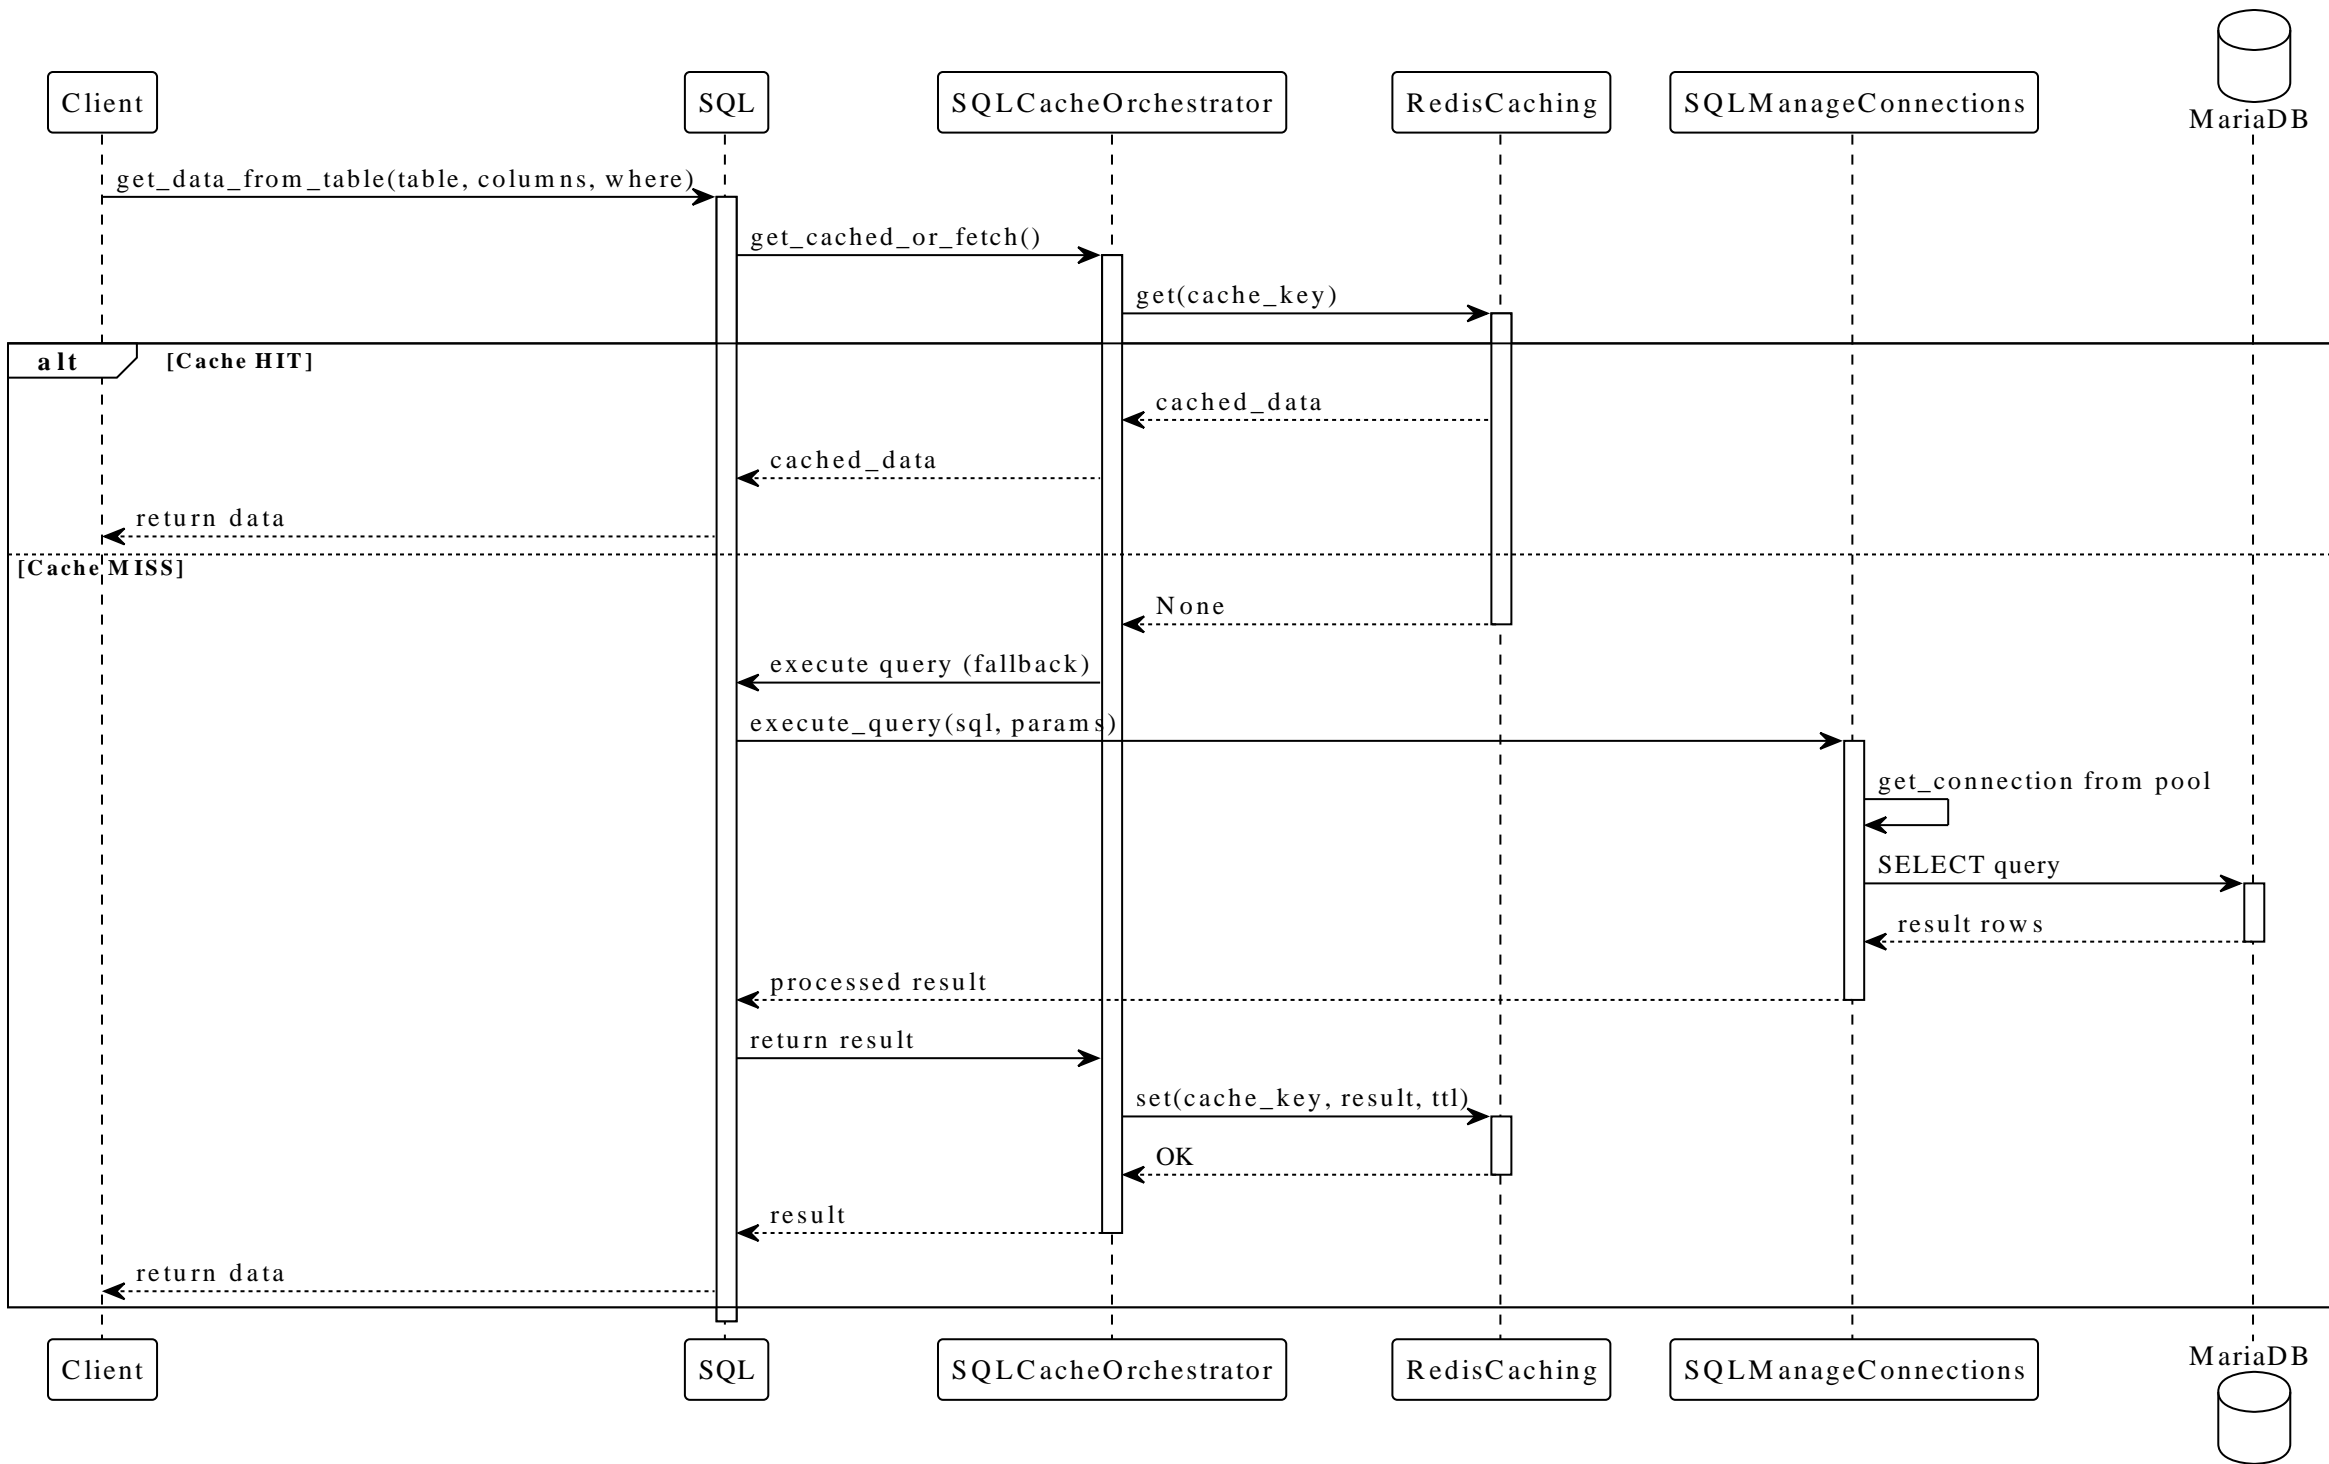 MariaDB
Client
SQL
SQLCacheOrchestrator
RedisCaching
SQLManageConnections
get_data_from_table(table, columns, where)
get_cached_or_fetch()
get(cache_key)
alt
[Cache HIT]
cached_data
cached_data
return data
[Cache MISS]
None
execute query (fallback)
execute_query(sql, params)
get_connection from pool
SELECT query
result rows
processed result
return result
set(cache_key, result, ttl)
OK
result
return data
Client
SQL
SQLCacheOrchestrator
RedisCaching
SQLManageConnections
MariaDB